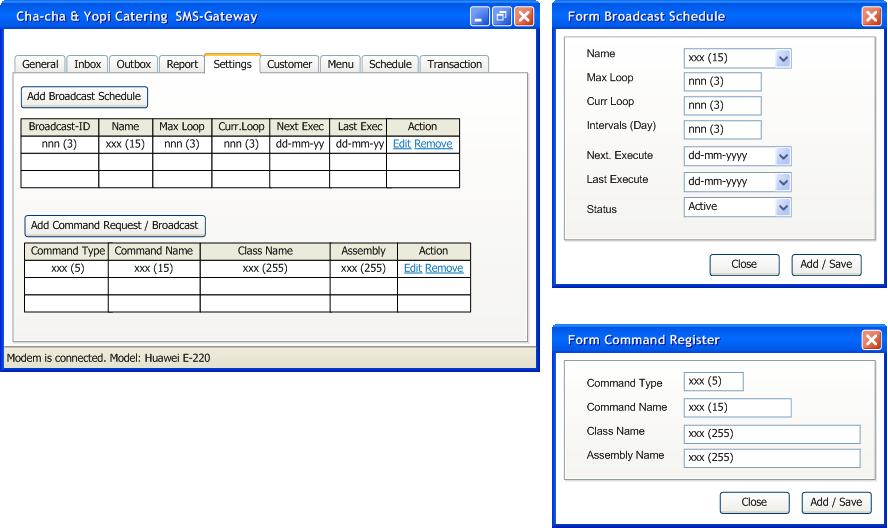 Cha-cha & Yopi Catering SMS-Gateway
General Inbox Outbox Report Settings Customer Menu Schedule Transaction
Add Broadcast Schedule
Broadcast-ID Name Max Loop Curr.Loop Next Exec Last Exec Action
nnn (3) xxx (15) nnn (3) nnn (3) dd-mm-yy dd-mm-yy Edit Remove
Add Command Request / Broadcast
Command Type Command Name Class Name Assembly Action
xxx (5) xxx (15) xxx (255) xxx (255) Edit Remove
Modem is connected. Model: Huawei E-220
Form Broadcast Schedule
Name xxx (15)
Max Loop nnn (3)
Curr Loop nnn (3)
Intervals (Day) nnn (3)
Next. Execute dd-mm-yyyy
Last Execute dd-mm-yyyy
Status Active
Close Add / Save
Form Command Register
Command Type xxx (5)
Command Name xxx (15)
Class Name xxx (255)
Assembly Name xxx (255)
Close Add / Save